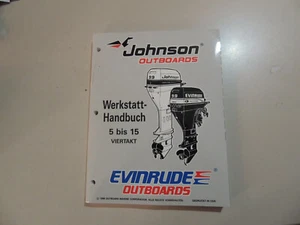 Johnson
OUTBOARDS
Werkstatt-
Handbuch
5 bis 15
VIERTAKT
EVINRUDE
OUTBOARDS